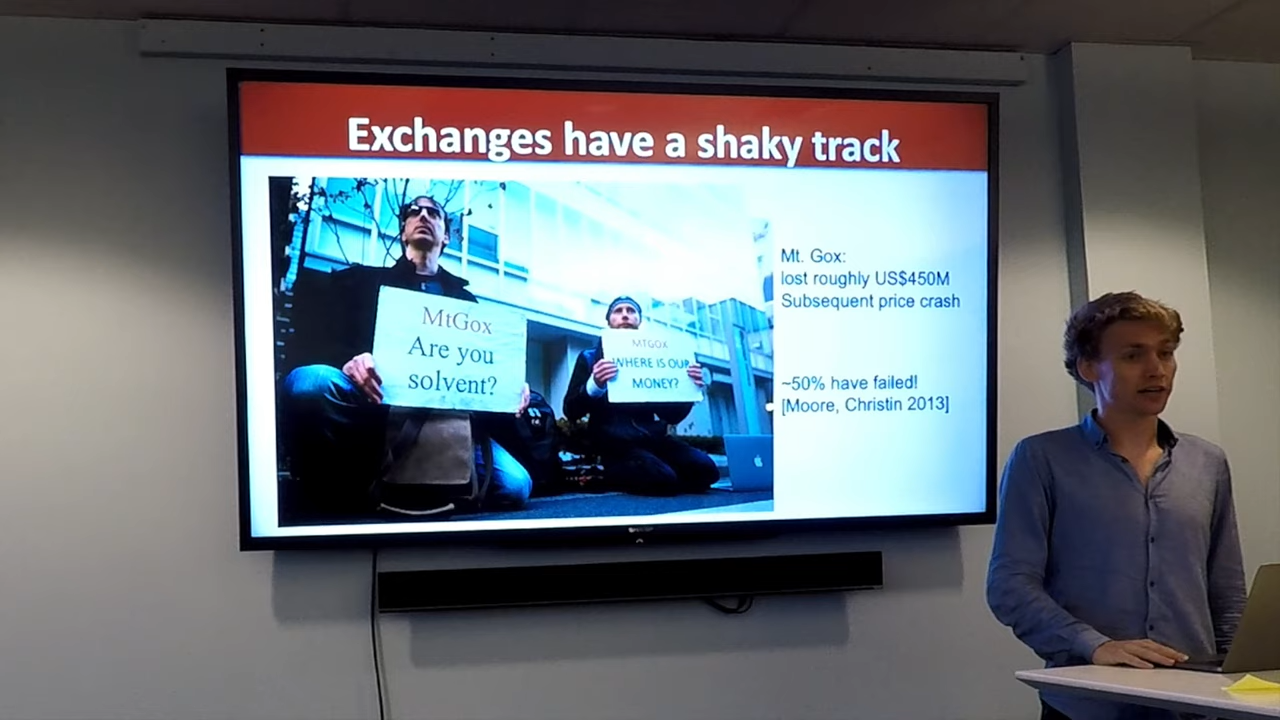 Exchanges have a shaky track
MtGox
Are you
solvent?
MTGOX
WHERE IS OUR
MONEY?
Mt. Gox:
lost roughly US$450M
Subsequent price crash
~50% have failed!
[Moore, Christin 2013]